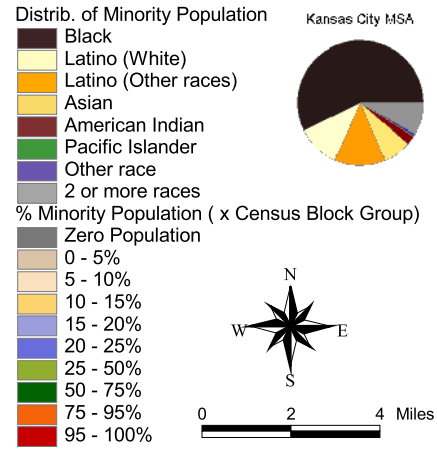 Distrib. of Minority Population
Kansas City MSA
Black
Latino (White)
Latino (Other races)
Asian
American Indian
Pacific Islander
Other race
2 or more races
% Minority Population ( x Census Block Group)
Zero Population
0 - 5%
5 - 10%
10 - 15%
15 - 20%
20 - 25%
25 - 50%
50 - 75%
75 - 95%
95 - 100%
N
W E
S
0 2 4 Miles